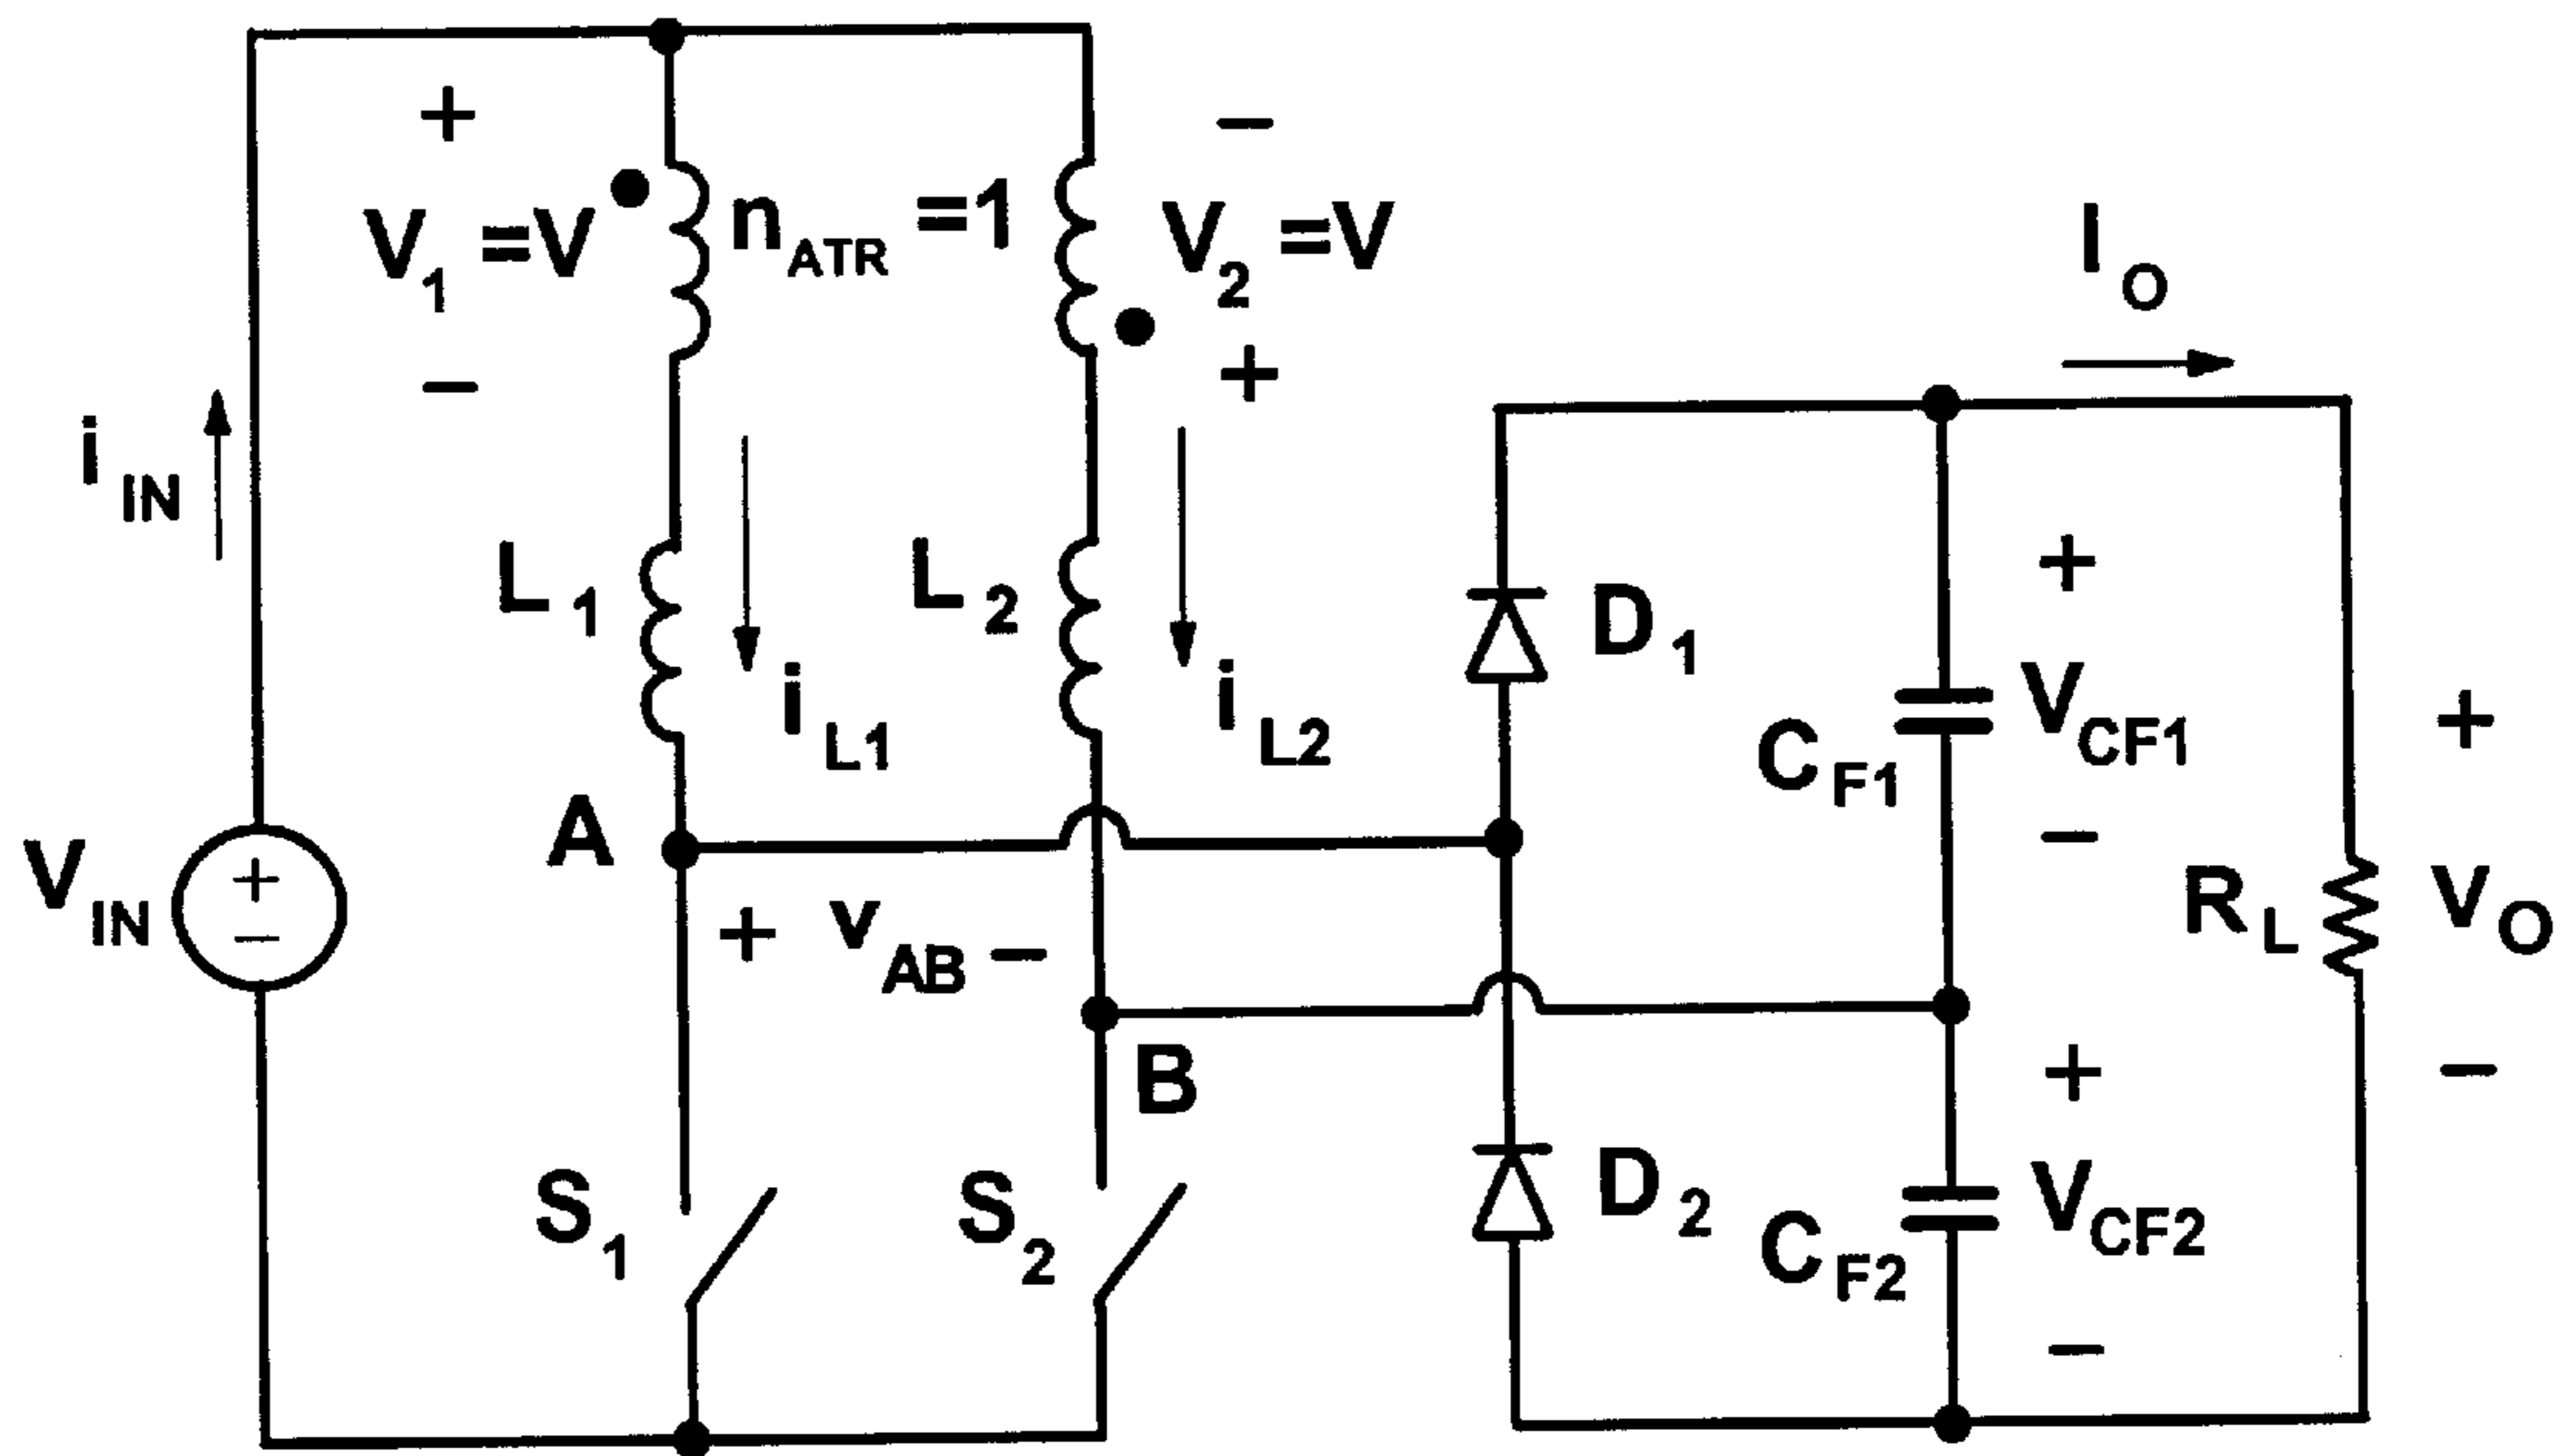 +
−
V1 =V
nATR =1
V2 =V
−
+
IO
iIN
L1
L2
iL1
iL2
D1
+
VCF1
CF1
−
A
VIN
+
−
+ vAB −
B
RL
+
VO
−
S1
S2
D2
+
VCF2
CF2
−